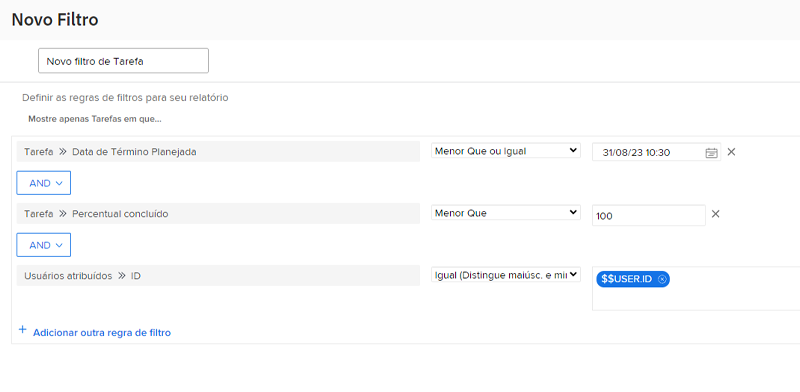 Novo Filtro
Novo filtro de Tarefa
Definir as regras de filtros para seu relatório
Mostre apenas Tarefas em que...
Tarefa >> Data de Término Planejada Menor Que ou Igual 31/08/23 10:30
AND
Tarefa >> Percentual concluído Menor Que 100
AND
Usuários atribuídos >> ID Igual (Distingue maiúsc. e min $$USER.ID
+ Adicionar outra regra de filtro